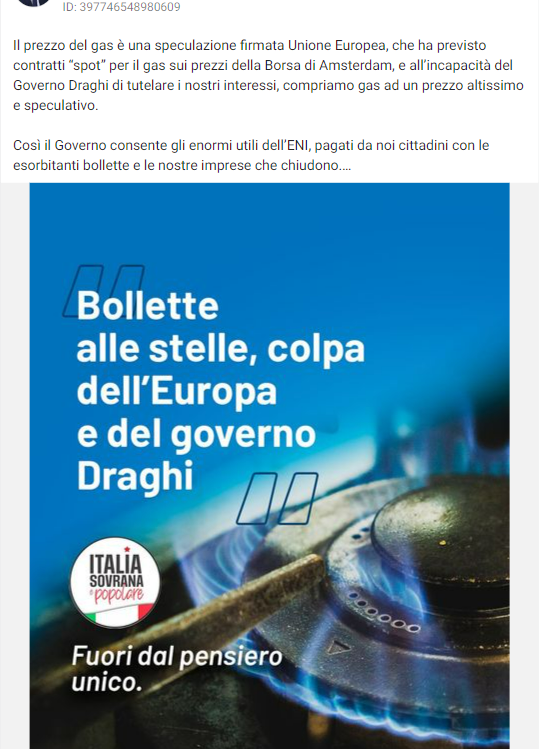 ID: 397746548980609
Il prezzo del gas è una speculazione firmata Unione Europea, che ha previsto
contratti “spot” per il gas sui prezzi della Borsa di Amsterdam, e all’incapacità del
Governo Draghi di tutelare i nostri interessi, compriamo gas ad un prezzo altissimo
e speculativo.
Così il Governo consente gli enormi utili dell’ENI, pagati da noi cittadini con le
esorbitanti bollette e le nostre imprese che chiudono....
Bollette
alle stelle, colpa
dell’Europa
e del governo
Draghi
ITALIA
SOVRANA
e popolare
Fuori dal pensiero
unico.